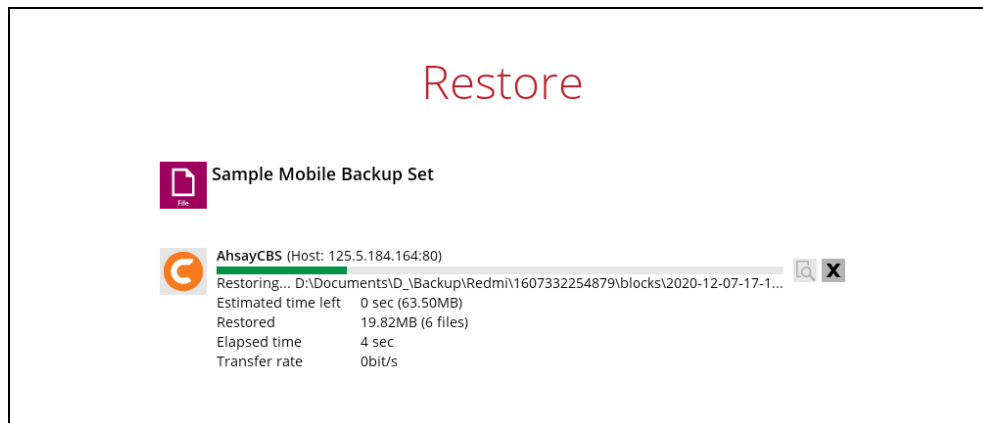 Restore
File
Sample Mobile Backup Set
AhsayCBS (Host: 125.5.184.164:80)
Restoring... D:\Documents\D_\Backup\Redmi\1607332254879\blocks\2020-12-07-17-1...
Estimated time left 0 sec (63.50MB)
Restored 19.82MB (6 files)
Elapsed time 4 sec
Transfer rate 0bit/s